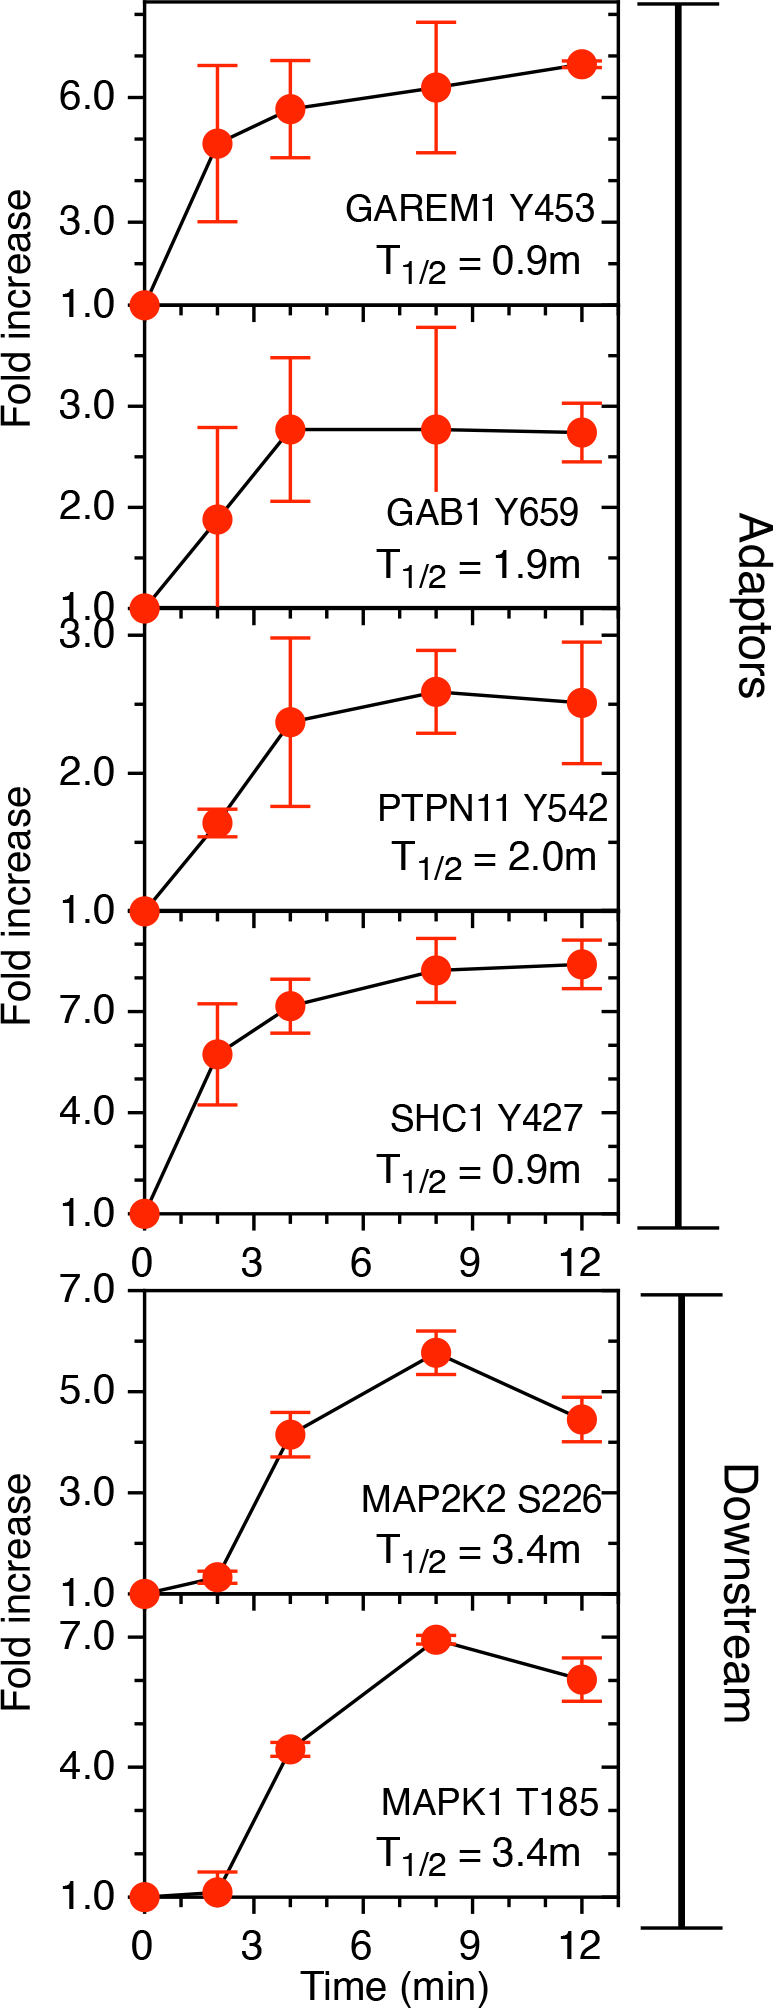 6.0
3.0
1.0
Fold increase
GAREM1 Y453
T1/2 = 0.9m
3.0
2.0
1.0
GAB1 Y659
T1/2 = 1.9m
Adaptors
3.0
2.0
1.0
Fold increase
PTPN11 Y542
T1/2 = 2.0m
7.0
4.0
1.0
SHC1 Y427
T1/2 = 0.9m
0 3 6 9 12
7.0
5.0
3.0
1.0
Fold increase
MAP2K2 S226
T1/2 = 3.4m
Downstream
7.0
4.0
1.0
MAPK1 T185
T1/2 = 3.4m
0 3 6 9 12
Time (min)